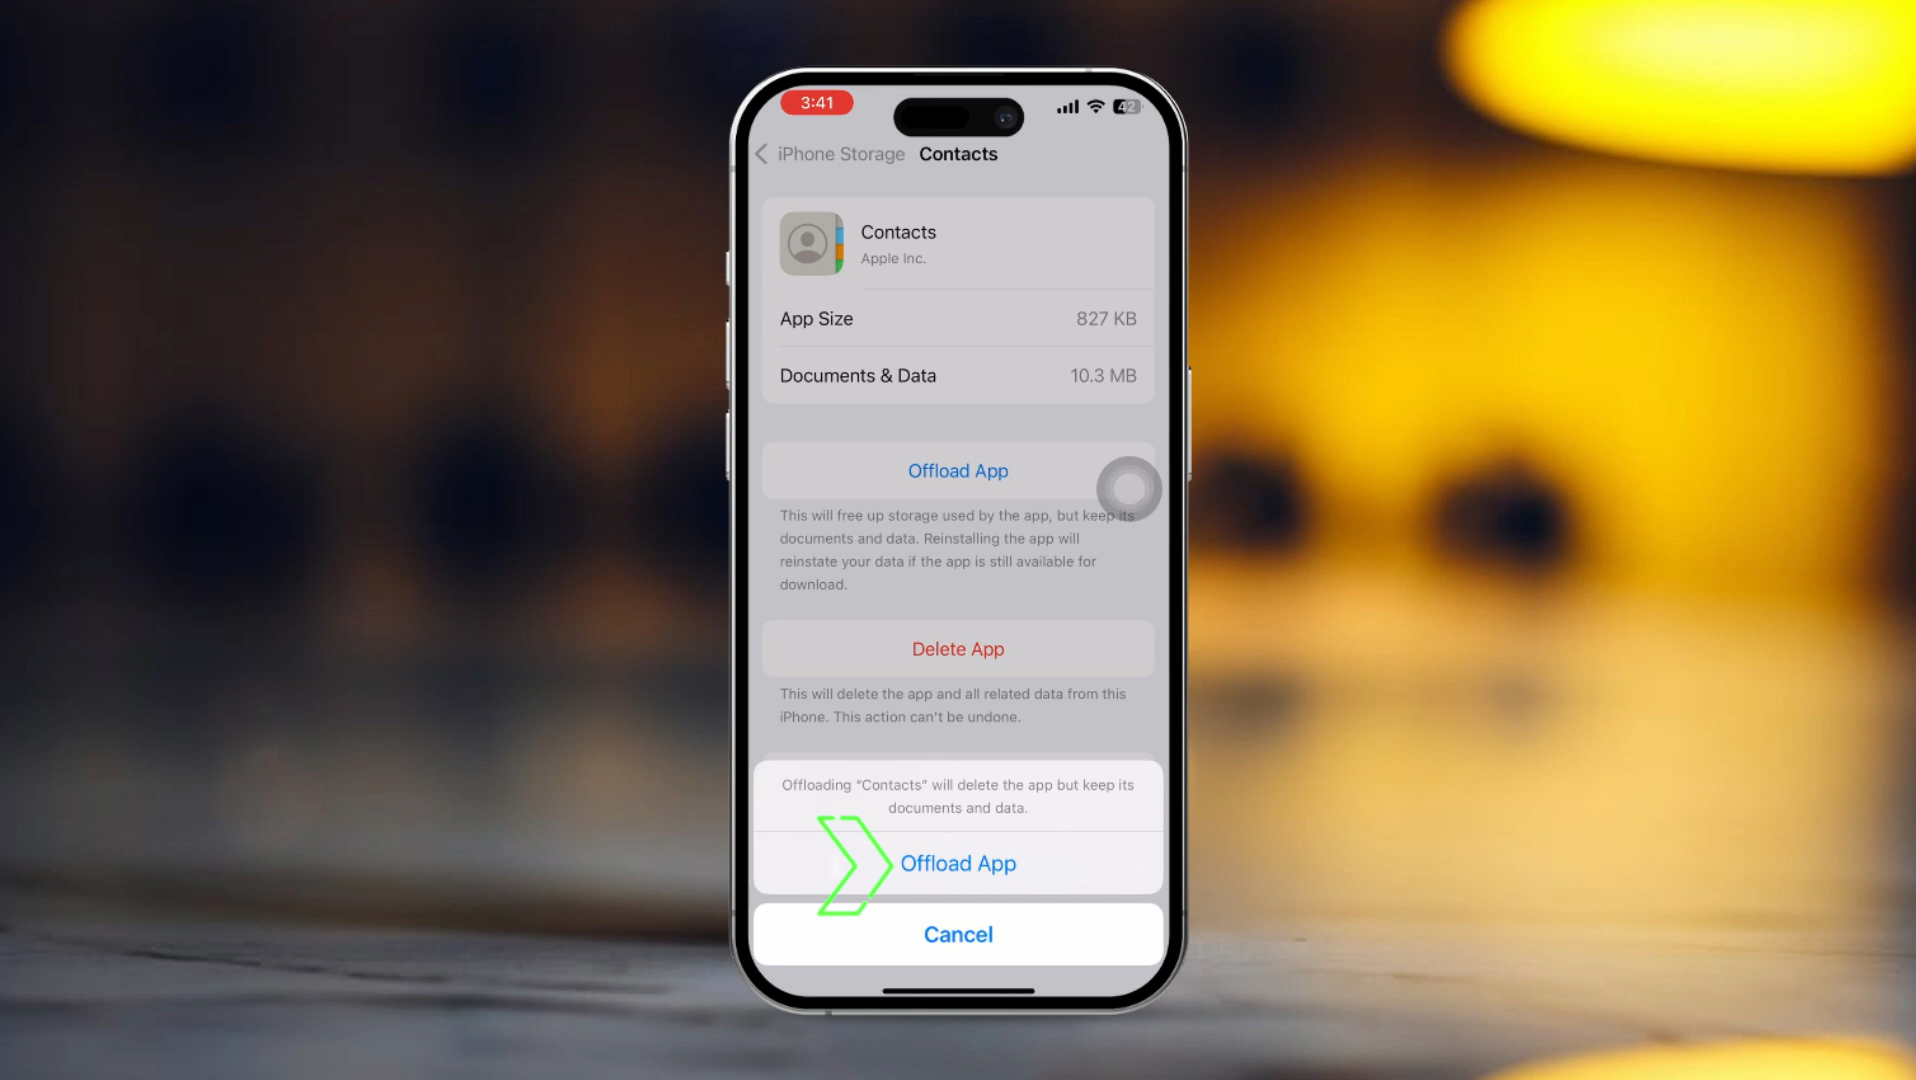 3:41
42
iPhone Storage Contacts
Contacts
Apple Inc.
App Size 827 KB
Documents & Data 10.3 MB
Offload App
This will free up storage used by the app, but keep its
documents and data. Reinstalling the app will
reinstate your data if the app is still available for
download.
Delete App
This will delete the app and all related data from this
iPhone. This action can't be undone.
Offloading “Contacts” will delete the app but keep its
documents and data.
Offload App
Cancel